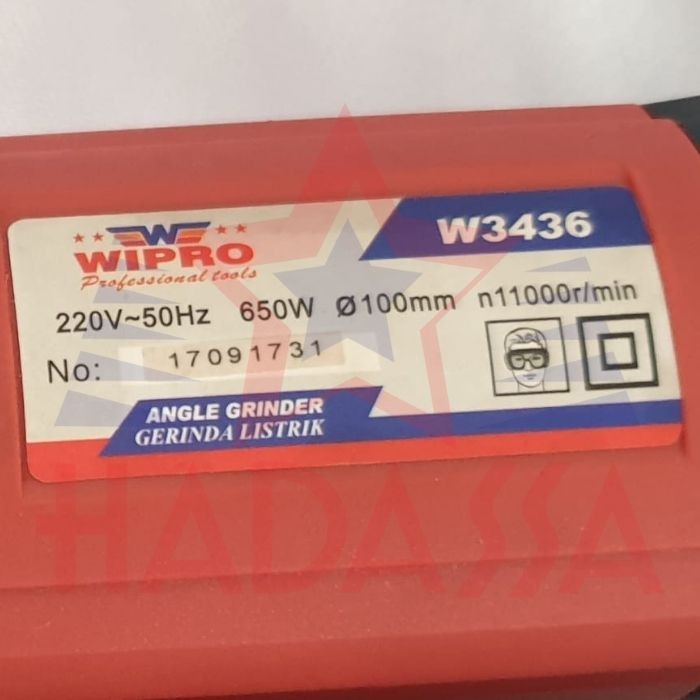 WIPRO
Professional tools
W3436
220V~50Hz 650W Ø100mm n11000r/min
No: 17091731
ANGLE GRINDER
GERINDA LISTRIK
HADASSA